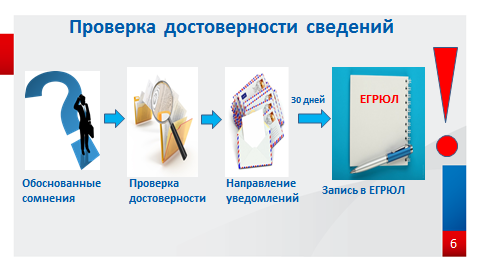 Проверка достоверности сведений
30 дней
ЕГРЮЛ
Обоснованные
сомнения
Проверка
достоверности
Направление
уведомлений
Запись в ЕГРЮЛ
6